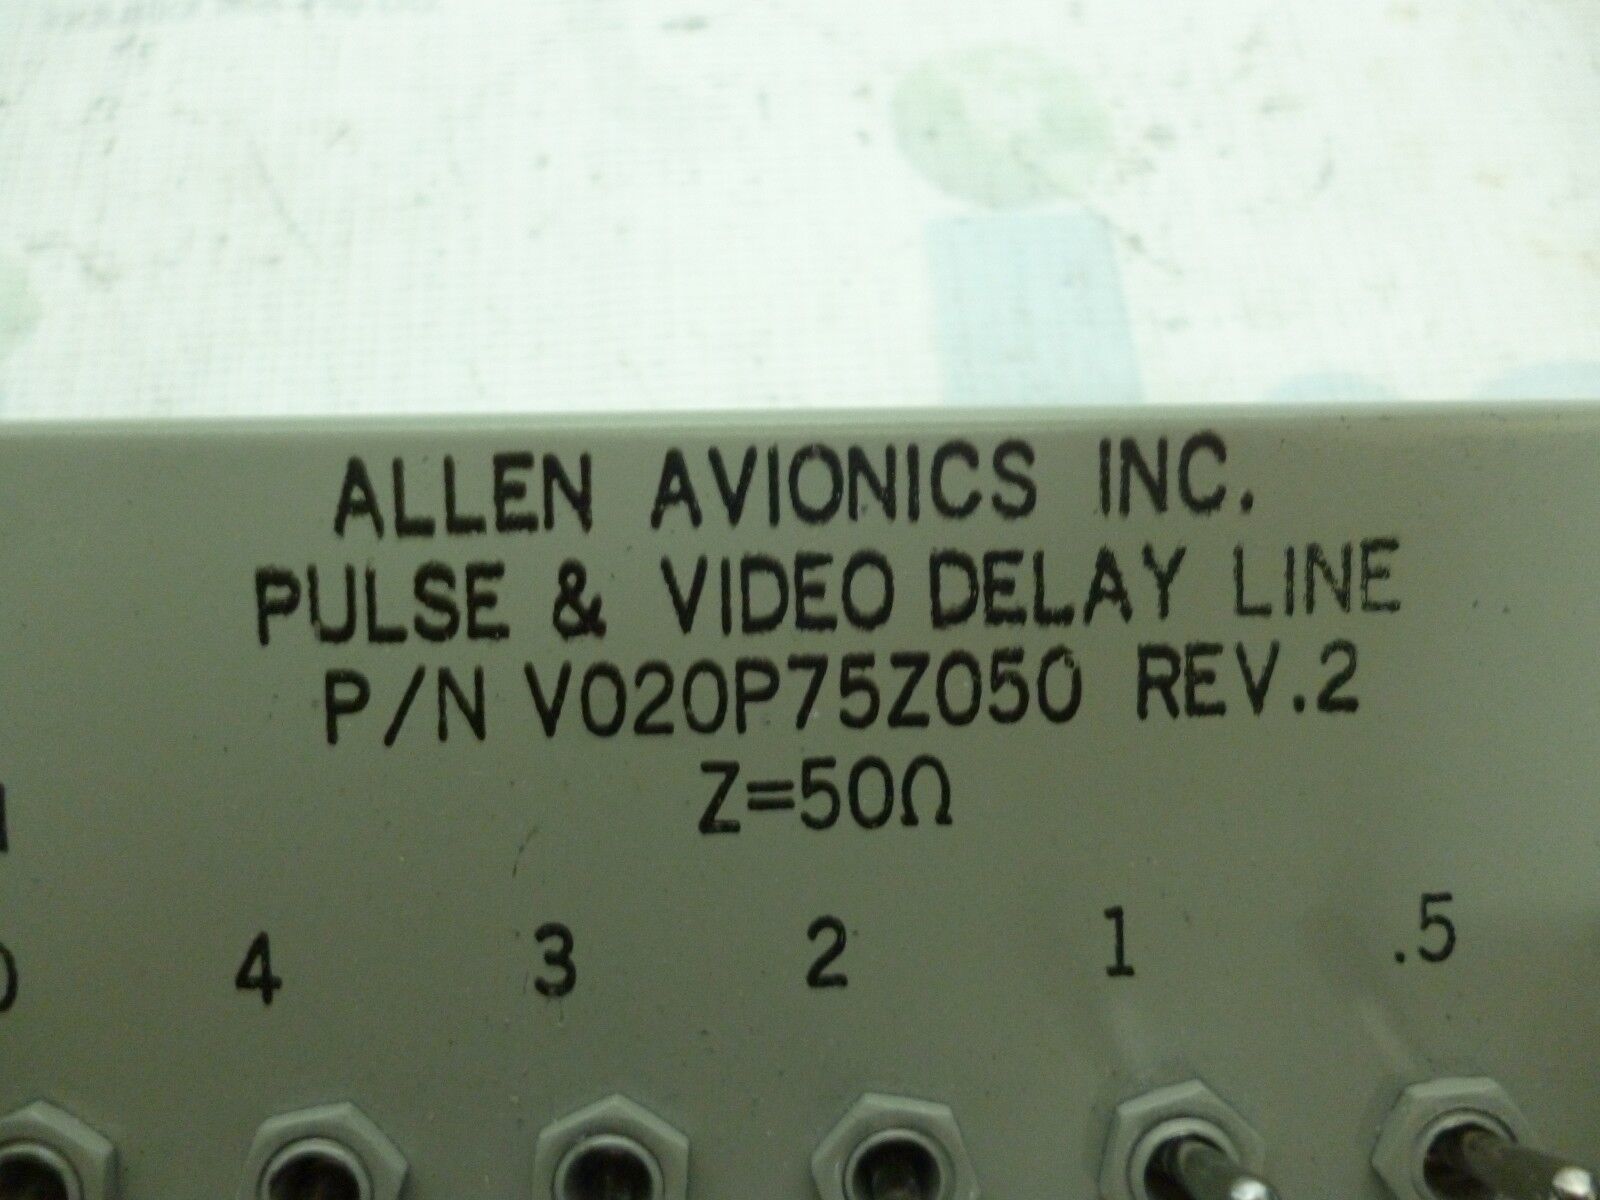 ALLEN AVIONICS INC.
PULSE & VIDEO DELAY LINE
P/N V020P75Z050 REV.2
Z=50Ω
4 3 2 1 .5